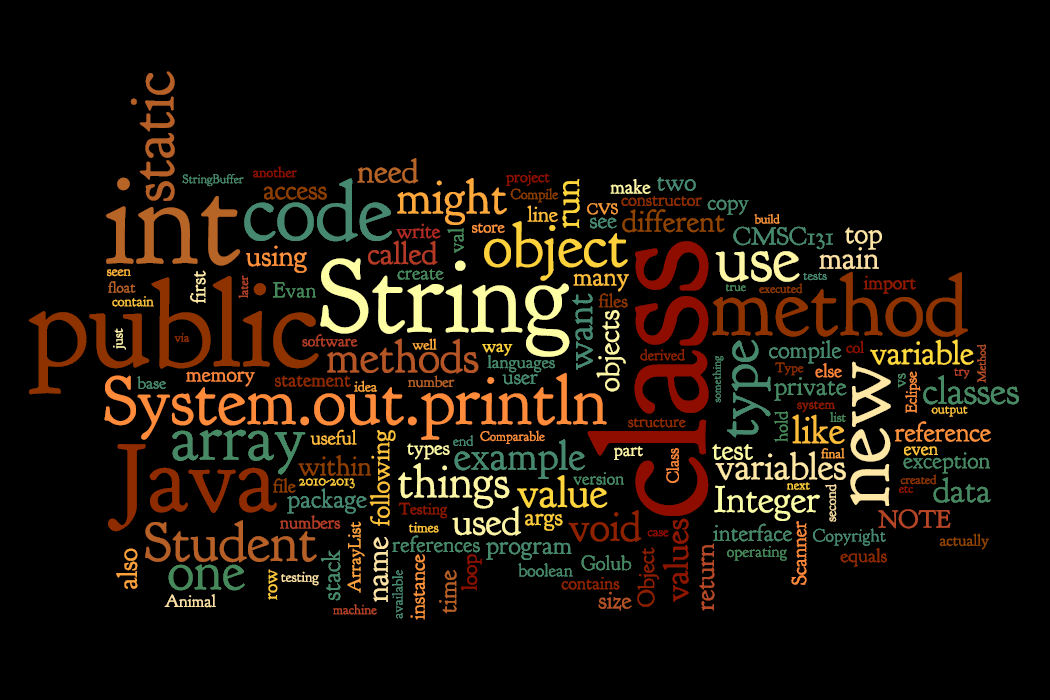 static
StringBuffer
another
need
access
int
code
might
project
Compile
line
run
make
two
CVS
constructor
see
different
copy
build
CMSC131
top
main
using
called
write
val
store
object
many
create
String
class
use
tests
true
executed
import
seen
float
contain
first
later
Evan
public
just
via
software
methods
well
way
languages
user
want
files
objects
derived
method
something
type
compile
col
Type
else
private
variable
try
Method
base
memory
statement
idea
number
System.out.println
structure
system
list
hold
like
final
new
vs
Eclipse
classes
output
reference
even
exception
created
etc
data
array
useful
following
types
end
Comparable
example
version
part
Class
test
variables
next
second
Integer
Java
file
within
2010-2013
package
things
value
Testing
times
used
args
void
case
values
NOTE
numbers
Student
also
one
row
testing
stack
ArrayList
name
references
program
available
instance
time
loop
boolean
Golub
contains
size
Object
return
interface
operating
Scanner
Copyright
equals
actually
Animal
machine